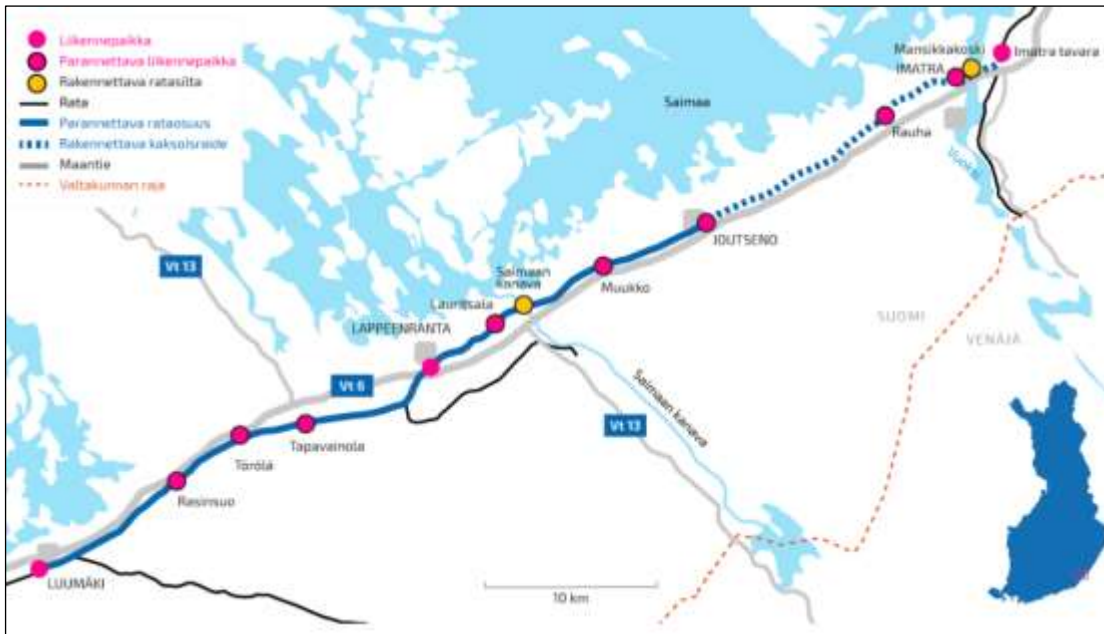 Liikennepaikka
Parannettava liikennepaikka
Rakennettava ratasilta
Rata
Parannettava rataosuus
Rakennettava kaksoisraide
Maantie
Valtakunnan raja
Mansikkakoski
IMATRA
Imatra tavara
Saimaa
Rauha
Vuoksi
JOUTSENO
Vt 13
Saimaan
kanava
Muukko
Lauritsala
LAPPEENRANTA
SUOMI
VENÄJÄ
Vt 6
Saimaan kanava
Vt 13
Tapavainola
Törölä
Rasinsuo
LUUMÄKI
10 km